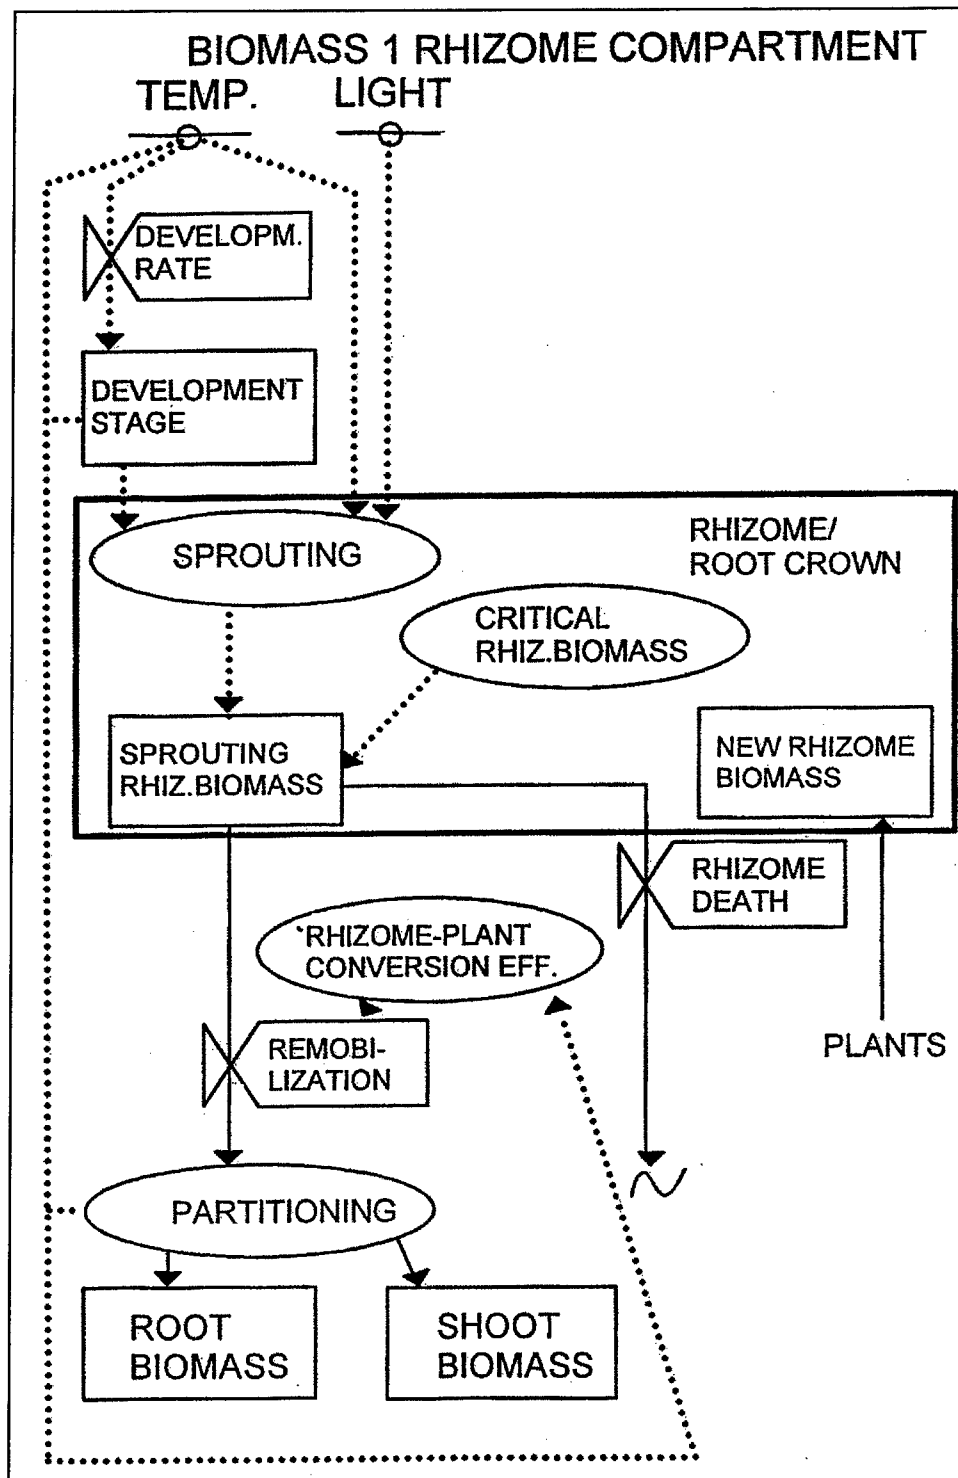 BIOMASS 1 RHIZOME COMPARTMENT
TEMP. LIGHT
DEVELOPM.
RATE
DEVELOPMENT
STAGE
SPROUTING
RHIZOME/
ROOT CROWN
CRITICAL
RHIZ.BIOMASS
SPROUTING
RHIZ.BIOMASS
NEW RHIZOME
BIOMASS
RHIZOME
DEATH
RHIZOME-PLANT
CONVERSION EFF.
REMOBI-
LIZATION
PLANTS
PARTITIONING
ROOT
BIOMASS
SHOOT
BIOMASS